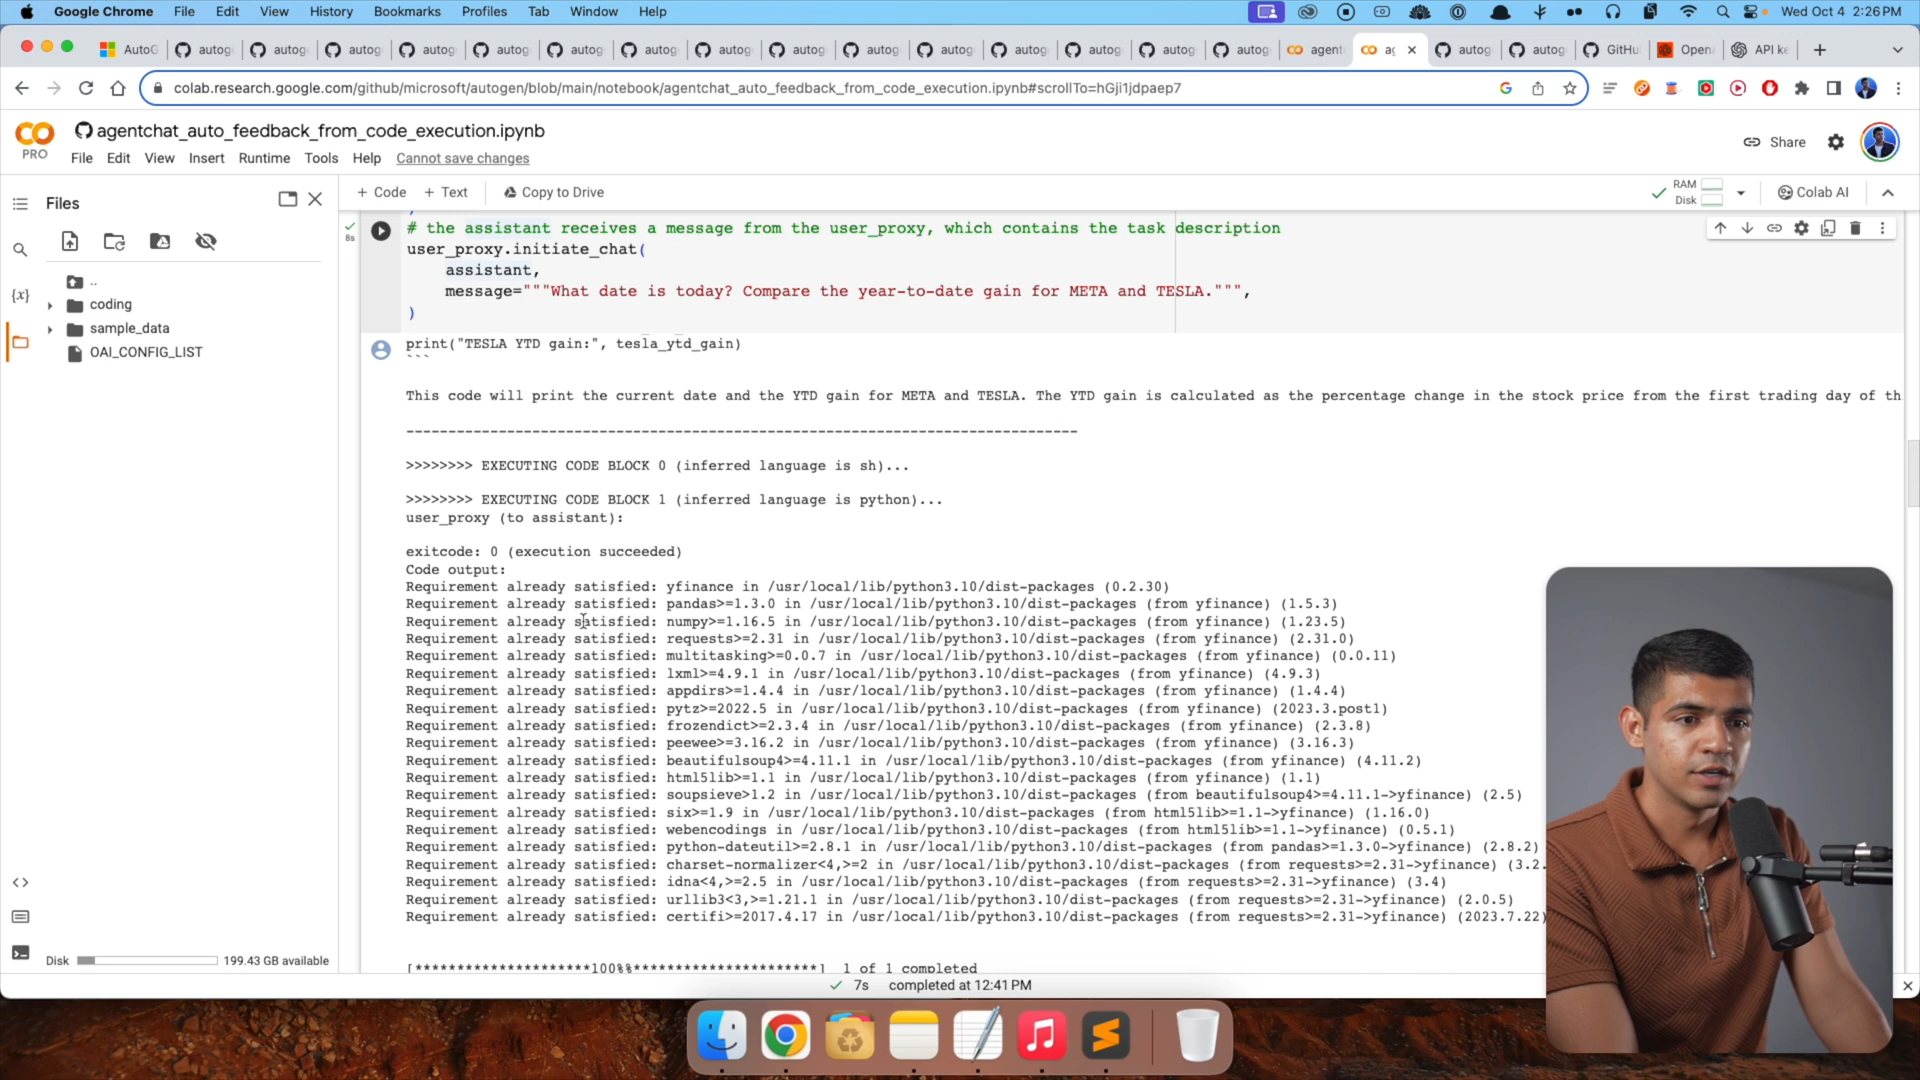 Google Chrome File Edit View History Bookmarks Profiles Tab Window Help
Wed Oct 4 2:26 PM
AutoG autog autog autog autog autog autog autog autog autog autog autog autog autog autog agent ag autog autog GitHu Open API ke
colab.research.google.com/github/microsoft/autogen/blob/main/notebook/agentchat_auto_feedback_from_code_execution.ipynb#scrollTo=hGji1jdpaep7
CO
PRO
agentchat_auto_feedback_from_code_execution.ipynb
File Edit View Insert Runtime Tools Help Cannot save changes
Share
Files
+ Code + Text Copy to Drive
RAM
Disk
Colab AI
..
coding
sample_data
OAI_CONFIG_LIST
{x}
<>
Disk 199.43 GB available
8s
)
# the assistant receives a message from the user_proxy, which contains the task description
user_proxy.initiate_chat(
assistant,
message="""What date is today? Compare the year-to-date gain for META and TESLA.""",
)
print("TESLA YTD gain:", tesla_ytd_gain)
```
This code will print the current date and the YTD gain for META and TESLA. The YTD gain is calculated as the percentage change in the stock price from the first trading day of th
--------------------------------------------------------------------------------
>>>>>>>> EXECUTING CODE BLOCK 0 (inferred language is sh)...
>>>>>>>> EXECUTING CODE BLOCK 1 (inferred language is python)...
user_proxy (to assistant):
exitcode: 0 (execution succeeded)
Code output:
Requirement already satisfied: yfinance in /usr/local/lib/python3.10/dist-packages (0.2.30)
Requirement already satisfied: pandas>=1.3.0 in /usr/local/lib/python3.10/dist-packages (from yfinance) (1.5.3)
Requirement already satisfied: numpy>=1.16.5 in /usr/local/lib/python3.10/dist-packages (from yfinance) (1.23.5)
Requirement already satisfied: requests>=2.31 in /usr/local/lib/python3.10/dist-packages (from yfinance) (2.31.0)
Requirement already satisfied: multitasking>=0.0.7 in /usr/local/lib/python3.10/dist-packages (from yfinance) (0.0.11)
Requirement already satisfied: lxml>=4.9.1 in /usr/local/lib/python3.10/dist-packages (from yfinance) (4.9.3)
Requirement already satisfied: appdirs>=1.4.4 in /usr/local/lib/python3.10/dist-packages (from yfinance) (1.4.4)
Requirement already satisfied: pytz>=2022.5 in /usr/local/lib/python3.10/dist-packages (from yfinance) (2023.3.post1)
Requirement already satisfied: frozendict>=2.3.4 in /usr/local/lib/python3.10/dist-packages (from yfinance) (2.3.8)
Requirement already satisfied: peewee>=3.16.2 in /usr/local/lib/python3.10/dist-packages (from yfinance) (3.16.3)
Requirement already satisfied: beautifulsoup4>=4.11.1 in /usr/local/lib/python3.10/dist-packages (from yfinance) (4.11.2)
Requirement already satisfied: html5lib>=1.1 in /usr/local/lib/python3.10/dist-packages (from yfinance) (1.1)
Requirement already satisfied: soupsieve>1.2 in /usr/local/lib/python3.10/dist-packages (from beautifulsoup4>=4.11.1->yfinance) (2.5)
Requirement already satisfied: six>=1.9 in /usr/local/lib/python3.10/dist-packages (from html5lib>=1.1->yfinance) (1.16.0)
Requirement already satisfied: webencodings in /usr/local/lib/python3.10/dist-packages (from html5lib>=1.1->yfinance) (0.5.1)
Requirement already satisfied: python-dateutil>=2.8.1 in /usr/local/lib/python3.10/dist-packages (from pandas>=1.3.0->yfinance) (2.8.2)
Requirement already satisfied: charset-normalizer<4,>=2 in /usr/local/lib/python3.10/dist-packages (from requests>=2.31->yfinance) (3.2.
Requirement already satisfied: idna<4,>=2.5 in /usr/local/lib/python3.10/dist-packages (from requests>=2.31->yfinance) (3.4)
Requirement already satisfied: urllib3<3,>=1.21.1 in /usr/local/lib/python3.10/dist-packages (from requests>=2.31->yfinance) (2.0.5)
Requirement already satisfied: certifi>=2017.4.17 in /usr/local/lib/python3.10/dist-packages (from requests>=2.31->yfinance) (2023.7.22)
[*********************100%%**********************] 1 of 1 completed
7s completed at 12:41 PM